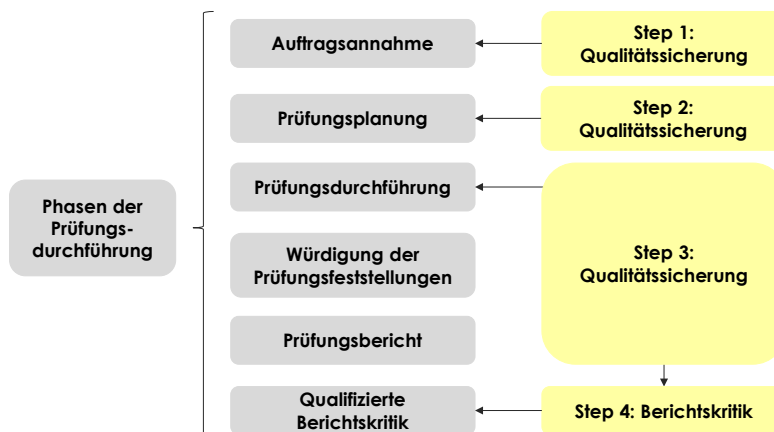 Auftragsannahme
Step 1:
Qualitätssicherung
Prüfungsplanung
Step 2:
Qualitätssicherung
Prüfungsdurchführung
Phasen der
Prüfungs-
durchführung
Würdigung der
Prüfungsfeststellungen
Step 3:
Qualitätssicherung
Prüfungsbericht
Qualifizierte
Berichtskritik
Step 4: Berichtskritik